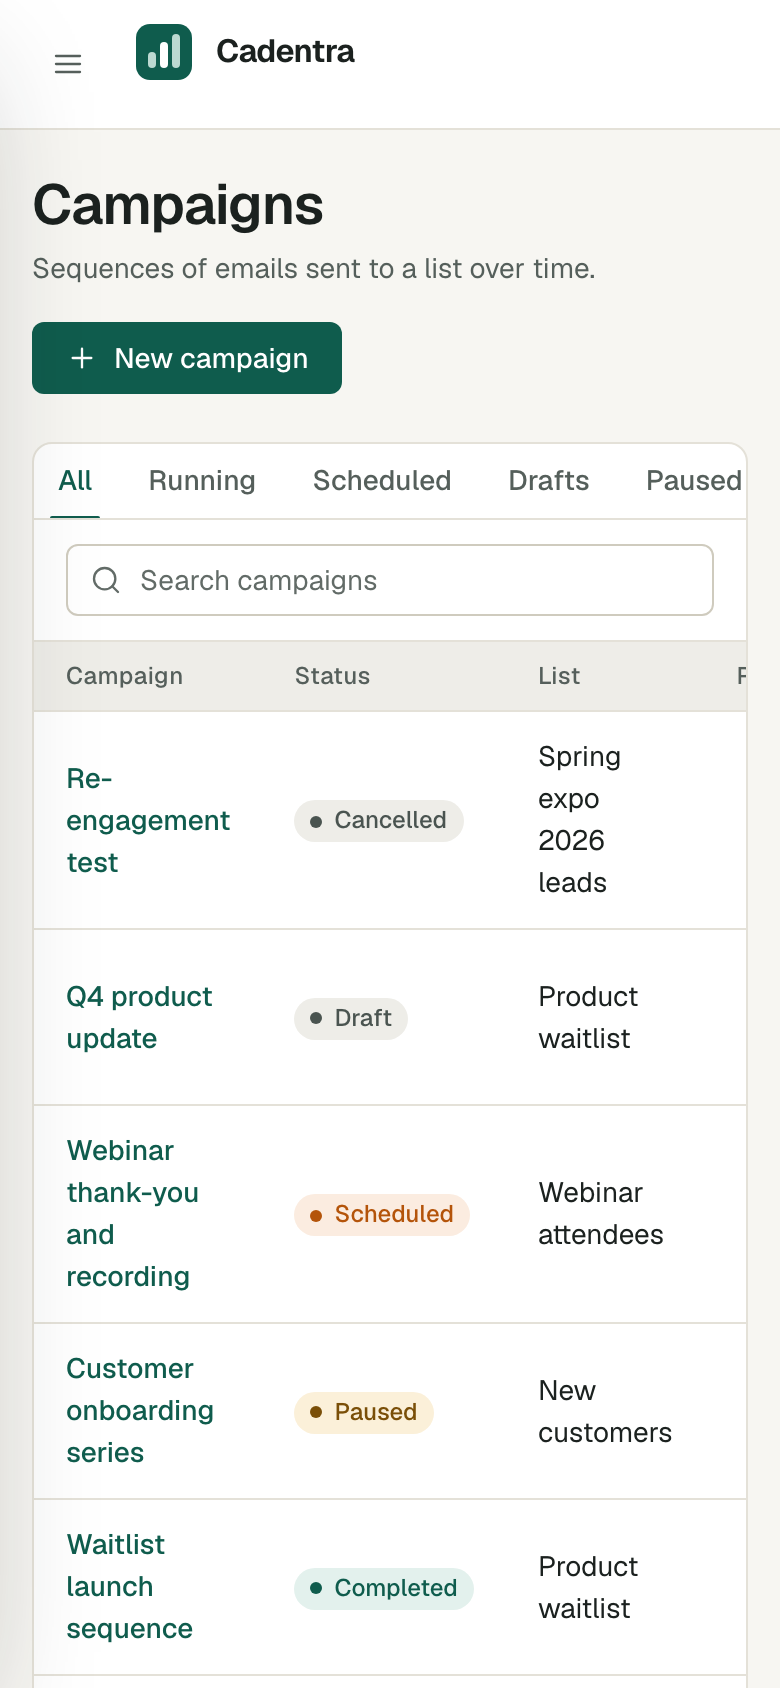 Cadentra
Campaigns
Sequences of emails sent to a list over time.
New campaign
All Running Scheduled Drafts Paused
Search campaigns
Campaign Status List
Re-
engagement
test
Cancelled
Spring
expo
2026
leads
Q4 product
update
Draft
Product
waitlist
Webinar
thank-you
and
recording
Scheduled
Webinar
attendees
Customer
onboarding
series
Paused
New
customers
Waitlist
launch
sequence
Completed
Product
waitlist